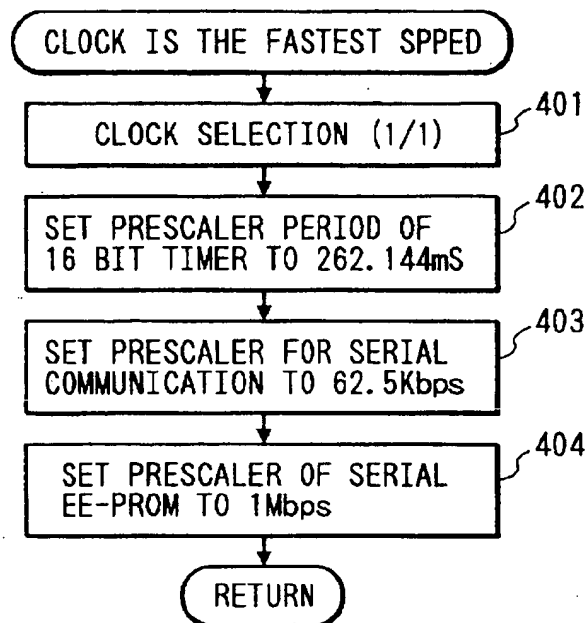 CLOCK IS THE FASTEST SPPED
CLOCK SELECTION (1/1)
401
SET PRESCALER PERIOD OF
16 BIT TIMER TO 262.144mS
402
SET PRESCALER FOR SERIAL
COMMUNICATION TO 62.5Kbps
403
SET PRESCALER OF SERIAL
EE-PROM TO 1Mbps
404
RETURN